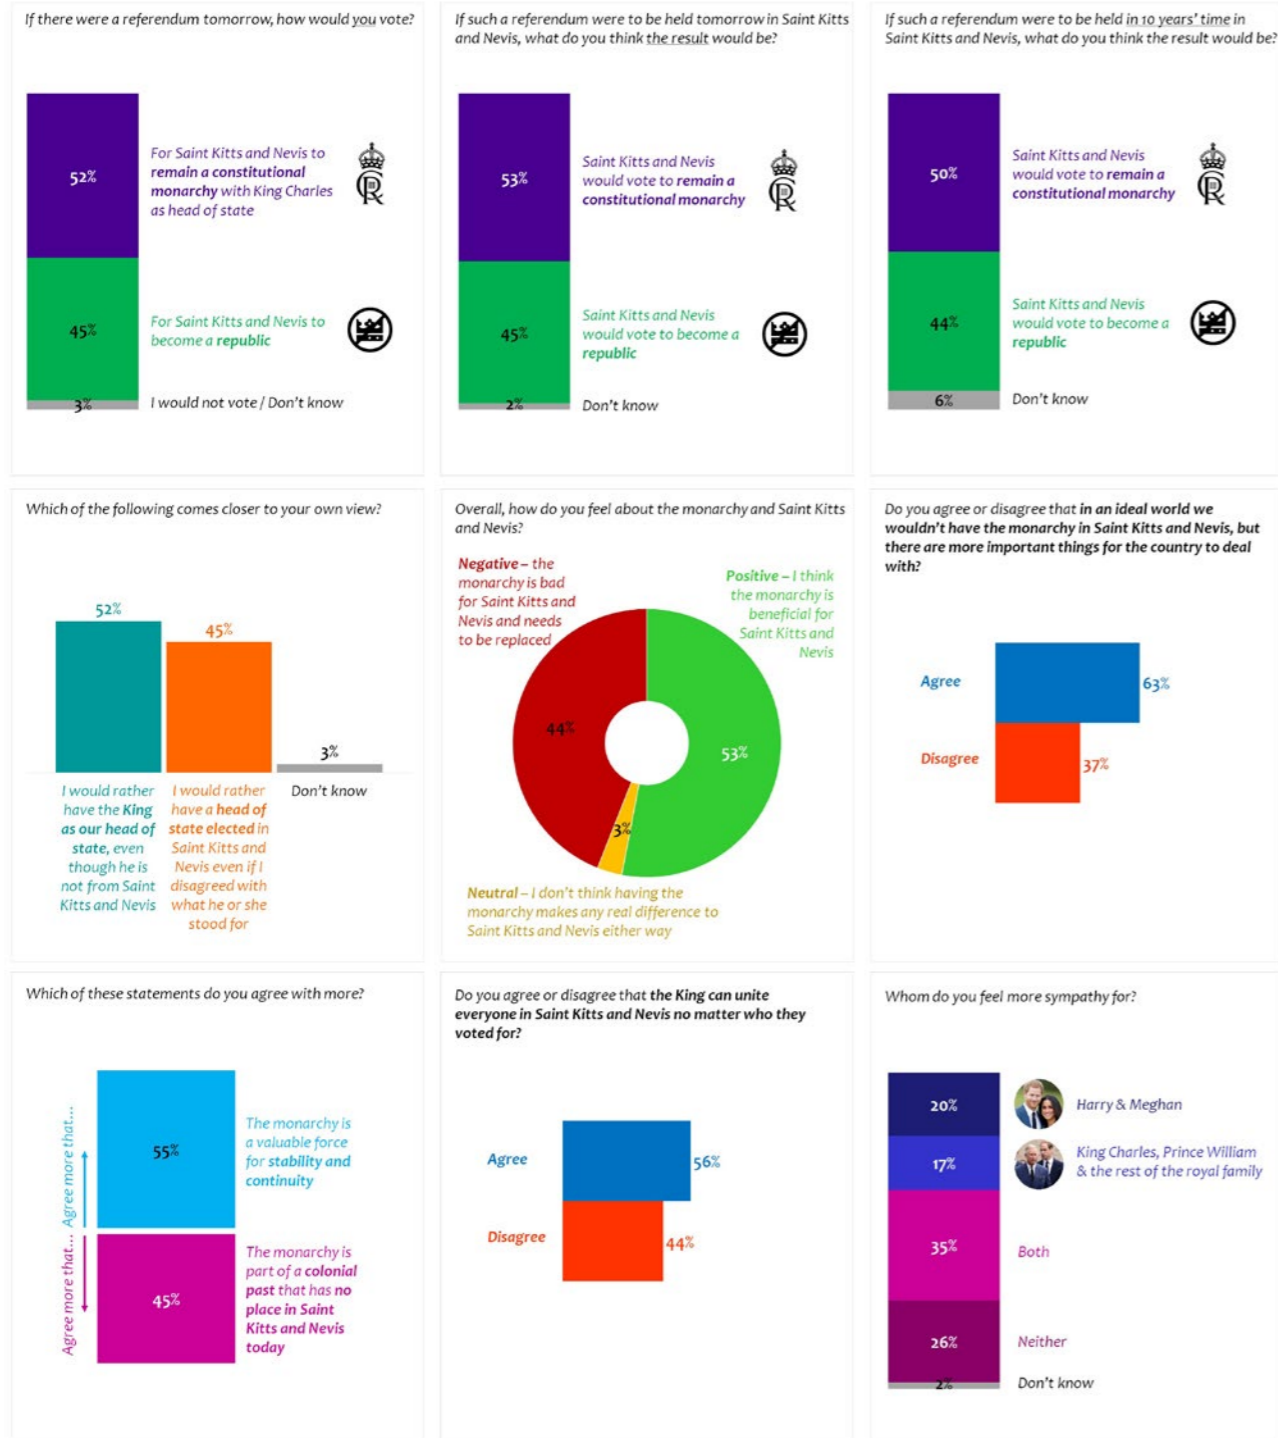 If there were a referendum tomorrow, how would you vote?
52%
For Saint Kitts and Nevis to
remain a constitutional
monarchy with King Charles
as head of state
45%
For Saint Kitts and Nevis to
become a republic
3%
I would not vote / Don't know
If such a referendum were to be held tomorrow in Saint Kitts
and Nevis, what do you think the result would be?
53%
Saint Kitts and Nevis
would vote to remain a
constitutional monarchy
45%
Saint Kitts and Nevis
would vote to become a
republic
2%
Don't know
If such a referendum were to be held in 10 years' time in
Saint Kitts and Nevis, what do you think the result would be?
50%
Saint Kitts and Nevis
would vote to remain a
constitutional monarchy
44%
Saint Kitts and Nevis
would vote to become a
republic
6%
Don't know
Which of the following comes closer to your own view?
52%
45%
3%
I would rather
have the King
as our head of
state, even
though he is
not from Saint
Kitts and Nevis
I would rather
have a head of
state elected in
Saint Kitts and
Nevis even if I
disagreed with
what he or she
stood for
Don't know
Overall, how do you feel about the monarchy and Saint Kitts
and Nevis?
Negative – the
monarchy is bad
for Saint Kitts and
Nevis and needs
to be replaced
Positive – I think
the monarchy is
beneficial for
Saint Kitts and
Nevis
44%
53%
3%
Neutral – I don't think having the
monarchy makes any real difference to
Saint Kitts and Nevis either way
Do you agree or disagree that in an ideal world we
wouldn't have the monarchy in Saint Kitts and Nevis, but
there are more important things for the country to deal
with?
Agree
63%
Disagree
37%
Which of these statements do you agree with more?
Agree more that...
55%
The monarchy is
a valuable force
for stability and
continuity
Agree more that...
45%
The monarchy is
part of a colonial
past that has no
place in Saint
Kitts and Nevis
today
Do you agree or disagree that the King can unite
everyone in Saint Kitts and Nevis no matter who they
voted for?
Agree
56%
Disagree
44%
Whom do you feel more sympathy for?
20%
Harry & Meghan
17%
King Charles, Prince William
& the rest of the royal family
35%
Both
26%
Neither
2%
Don't know